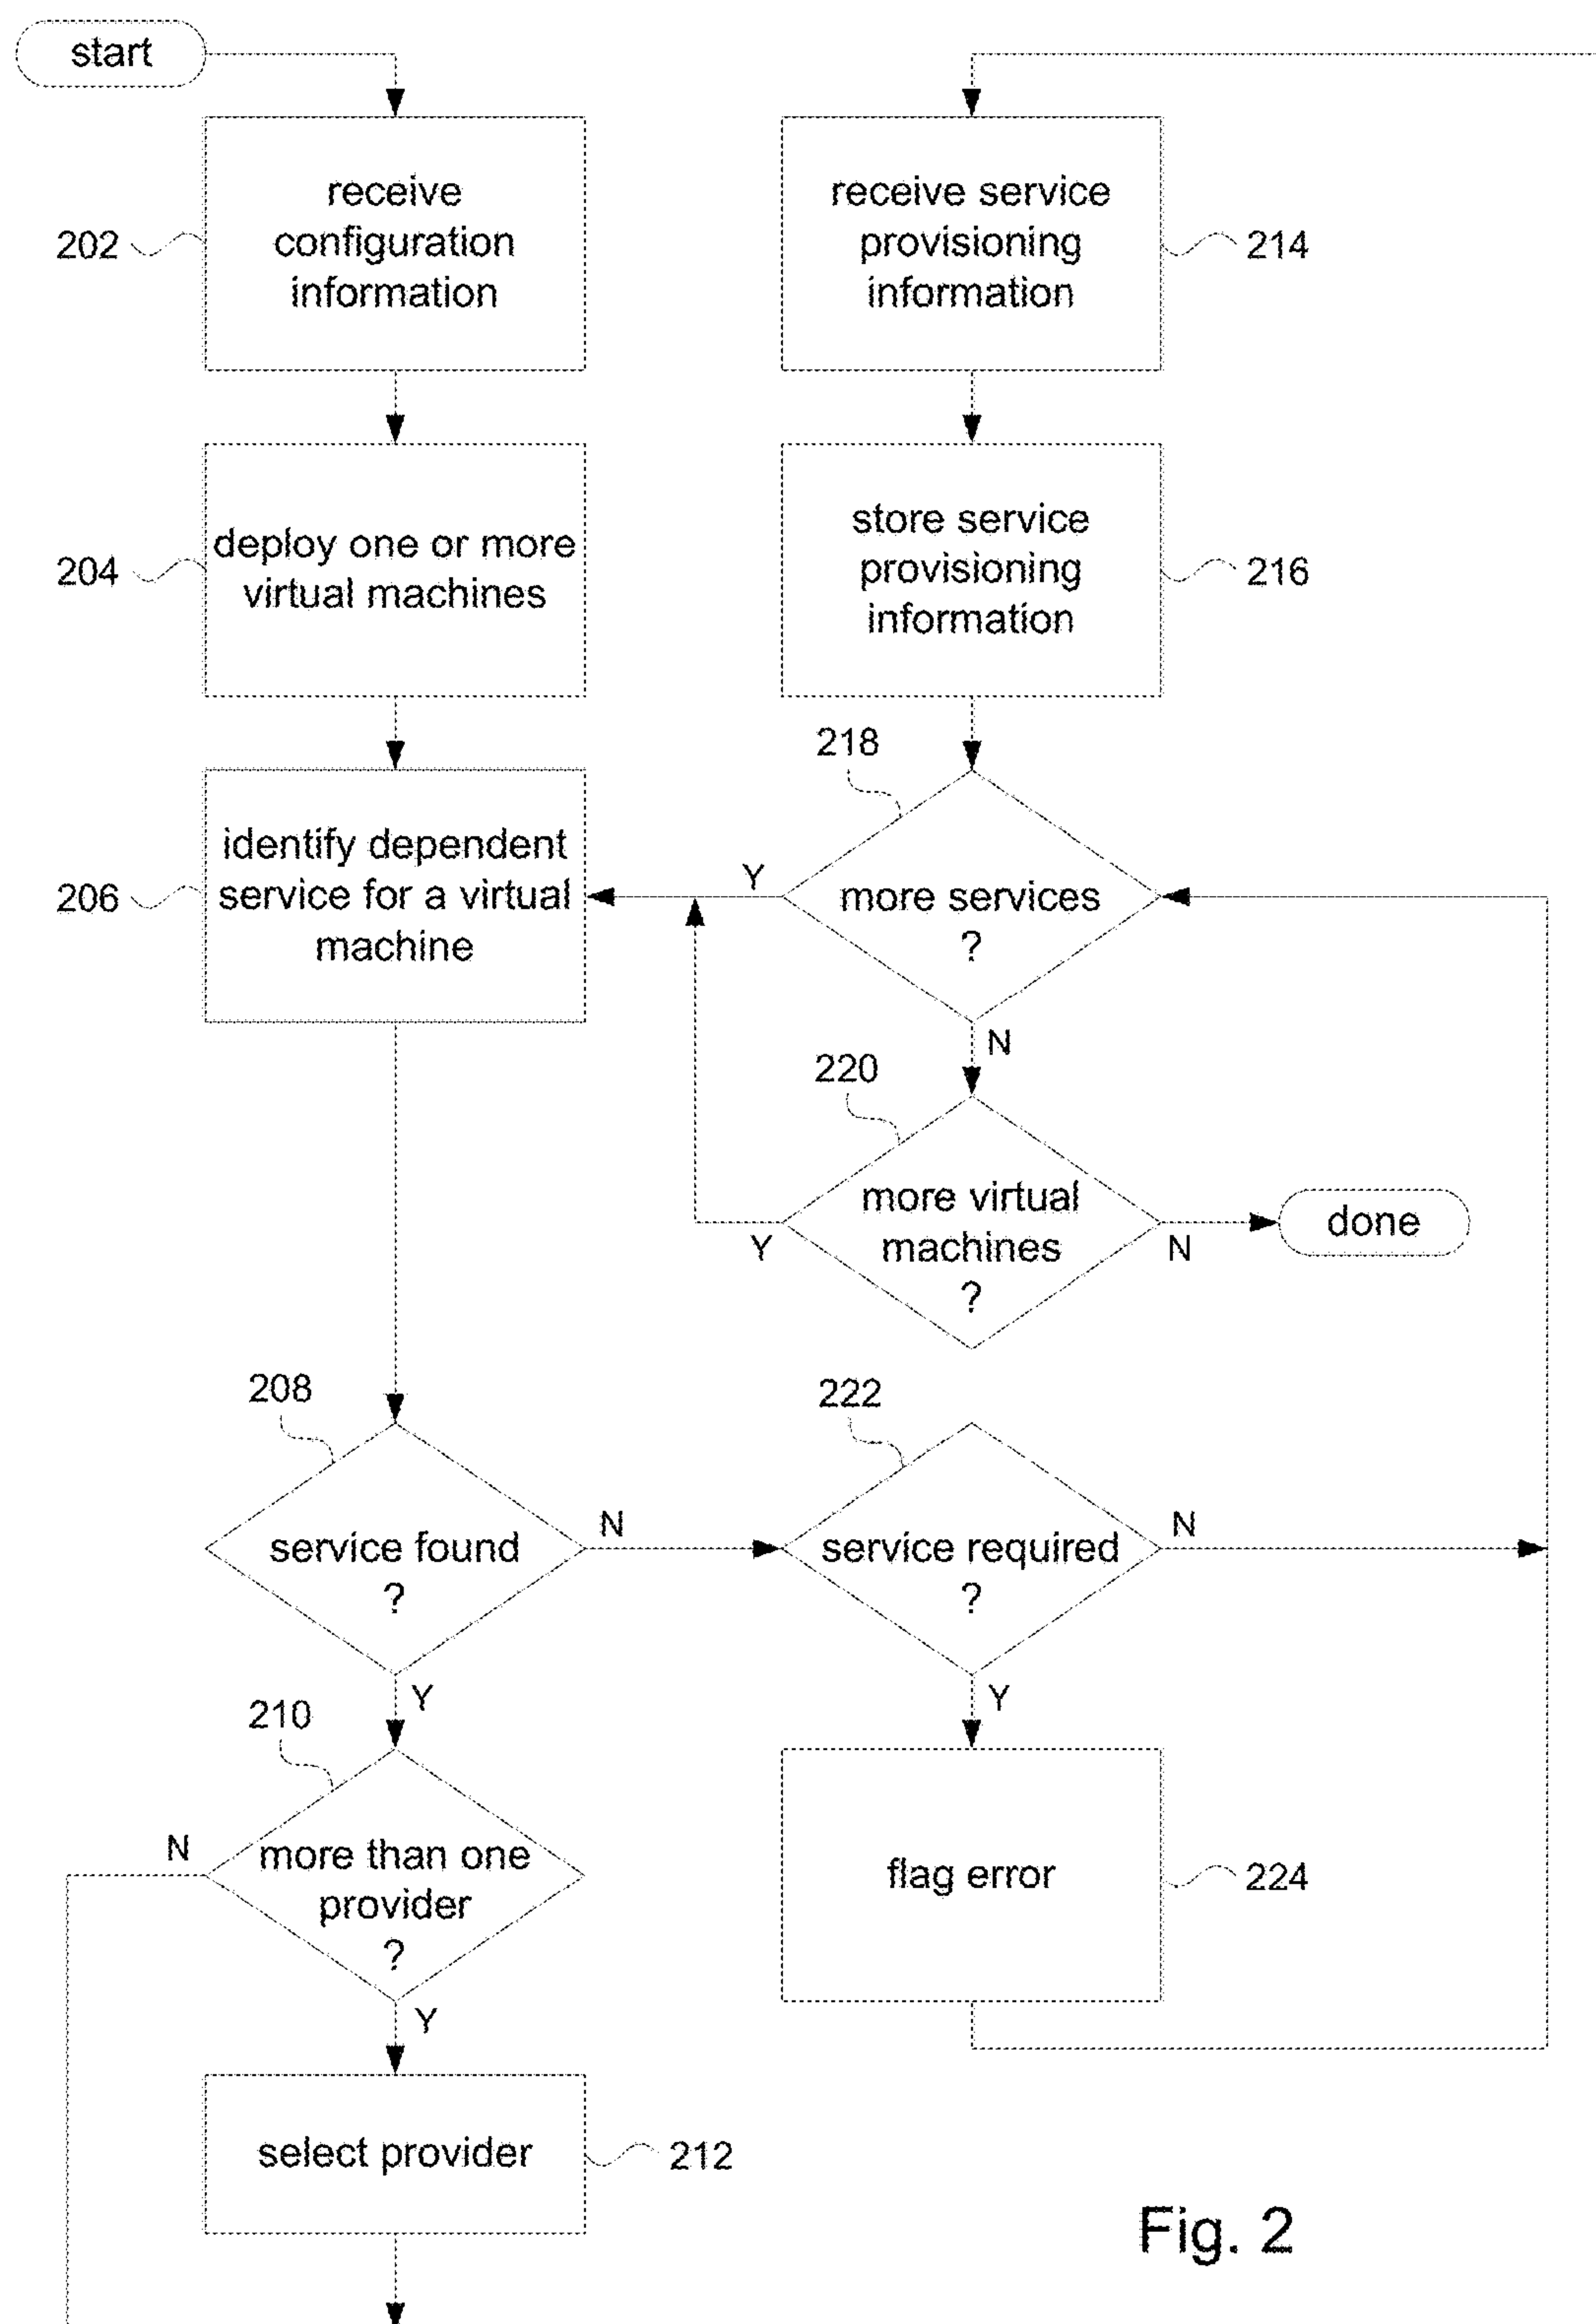 start
202
receive
configuration
information
204
deploy one or more
virtual machines
206
identify dependent
service for a virtual
machine
208
service found
?
N
Y
210
more than one
provider
?
N
Y
select provider
212
receive service
provisioning
information
214
store service
provisioning
information
216
218
more services
?
Y
N
220
more virtual
machines
?
Y
N
done
222
service required
?
N
Y
flag error
224
Fig. 2